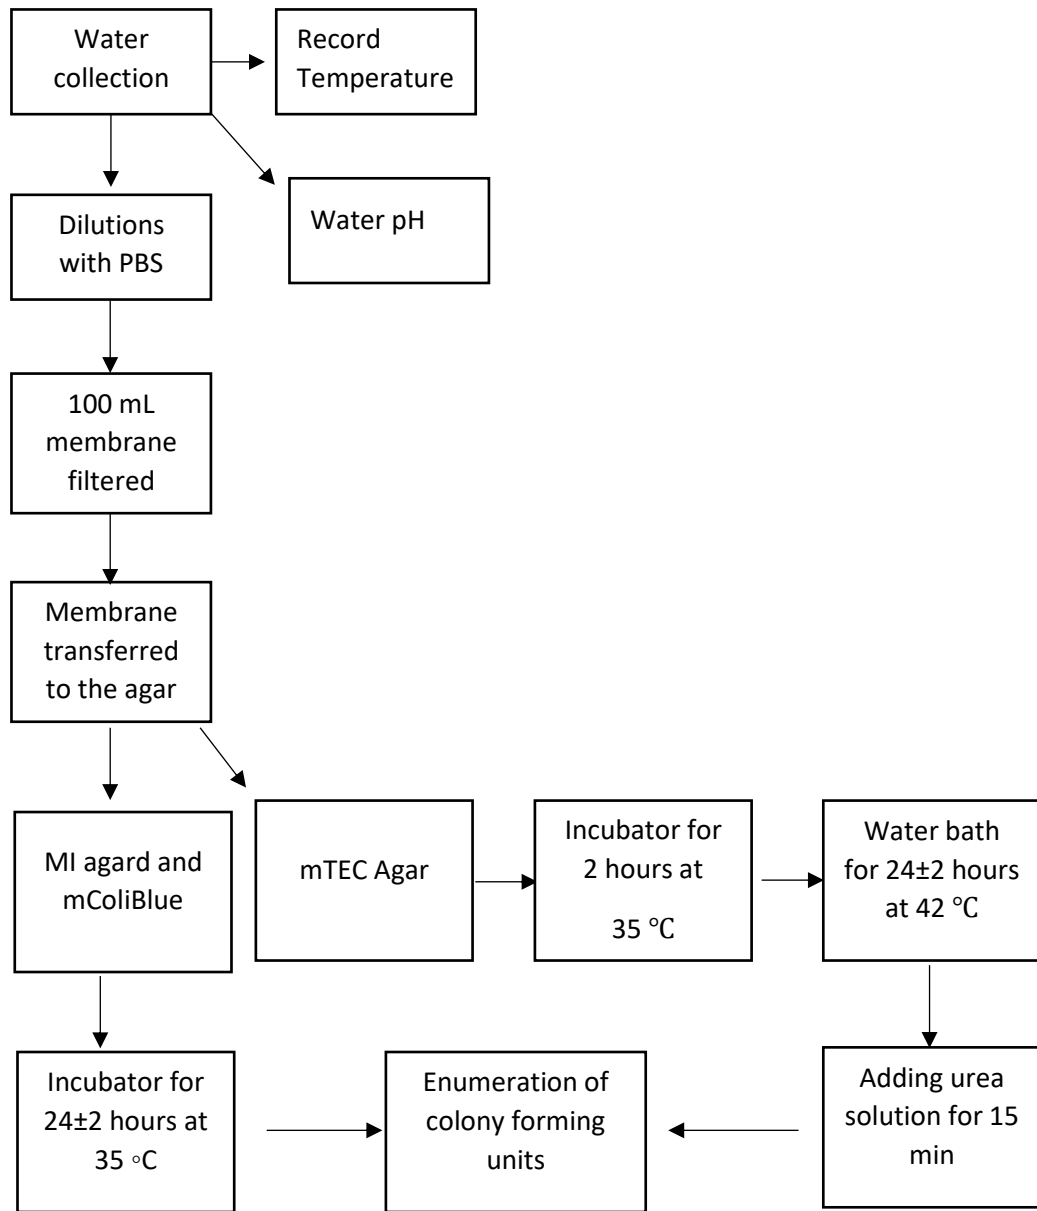 Water
collection
Record
Temperature
Dilutions
with PBS
Water pH
100 mL
membrane
filtered
Membrane
transferred
to the agar
MI agard and
mColiBlue
mTEC Agar
Incubator for
2 hours at
35 ℃
Water bath
for 24±2 hours
at 42 ℃
Incubator for
24±2 hours at
35 ◦C
Enumeration of
colony forming
units
Adding urea
solution for 15
min